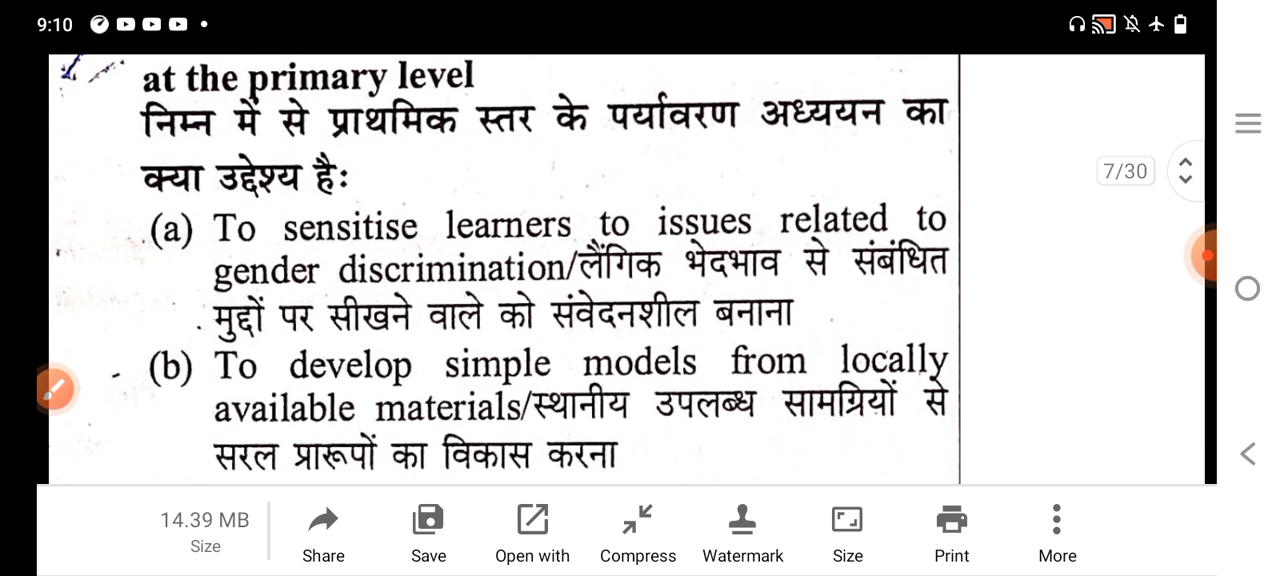 9:10
at the primary level
निम्न में से प्राथमिक स्तर के पर्यावरण अध्ययन का
क्या उद्देश्य है:
7/30
(a) To sensitise learners to issues related to
gender discrimination/लैंगिक भेदभाव से संबंधित
मुद्दों पर सीखने वाले को संवेदनशील बनाना
(b) To develop simple models from locally
available materials/स्थानीय उपलब्ध सामग्रियों से
सरल प्रारूपों का विकास करना
14.39 MB
Size
Share
Save
Open with
Compress
Watermark
Size
Print
More